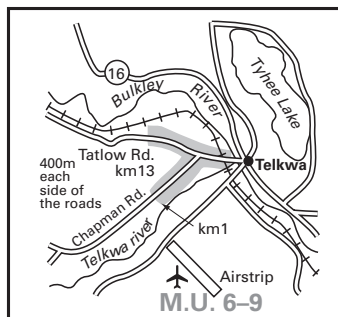 16
Bulkley
River
Tyhee Lake
Tatlow Rd.
km13
Telkwa
400m
each
side of
the roads
Chapman Rd.
Telkwa river
km1
Airstrip
M.U. 6–9